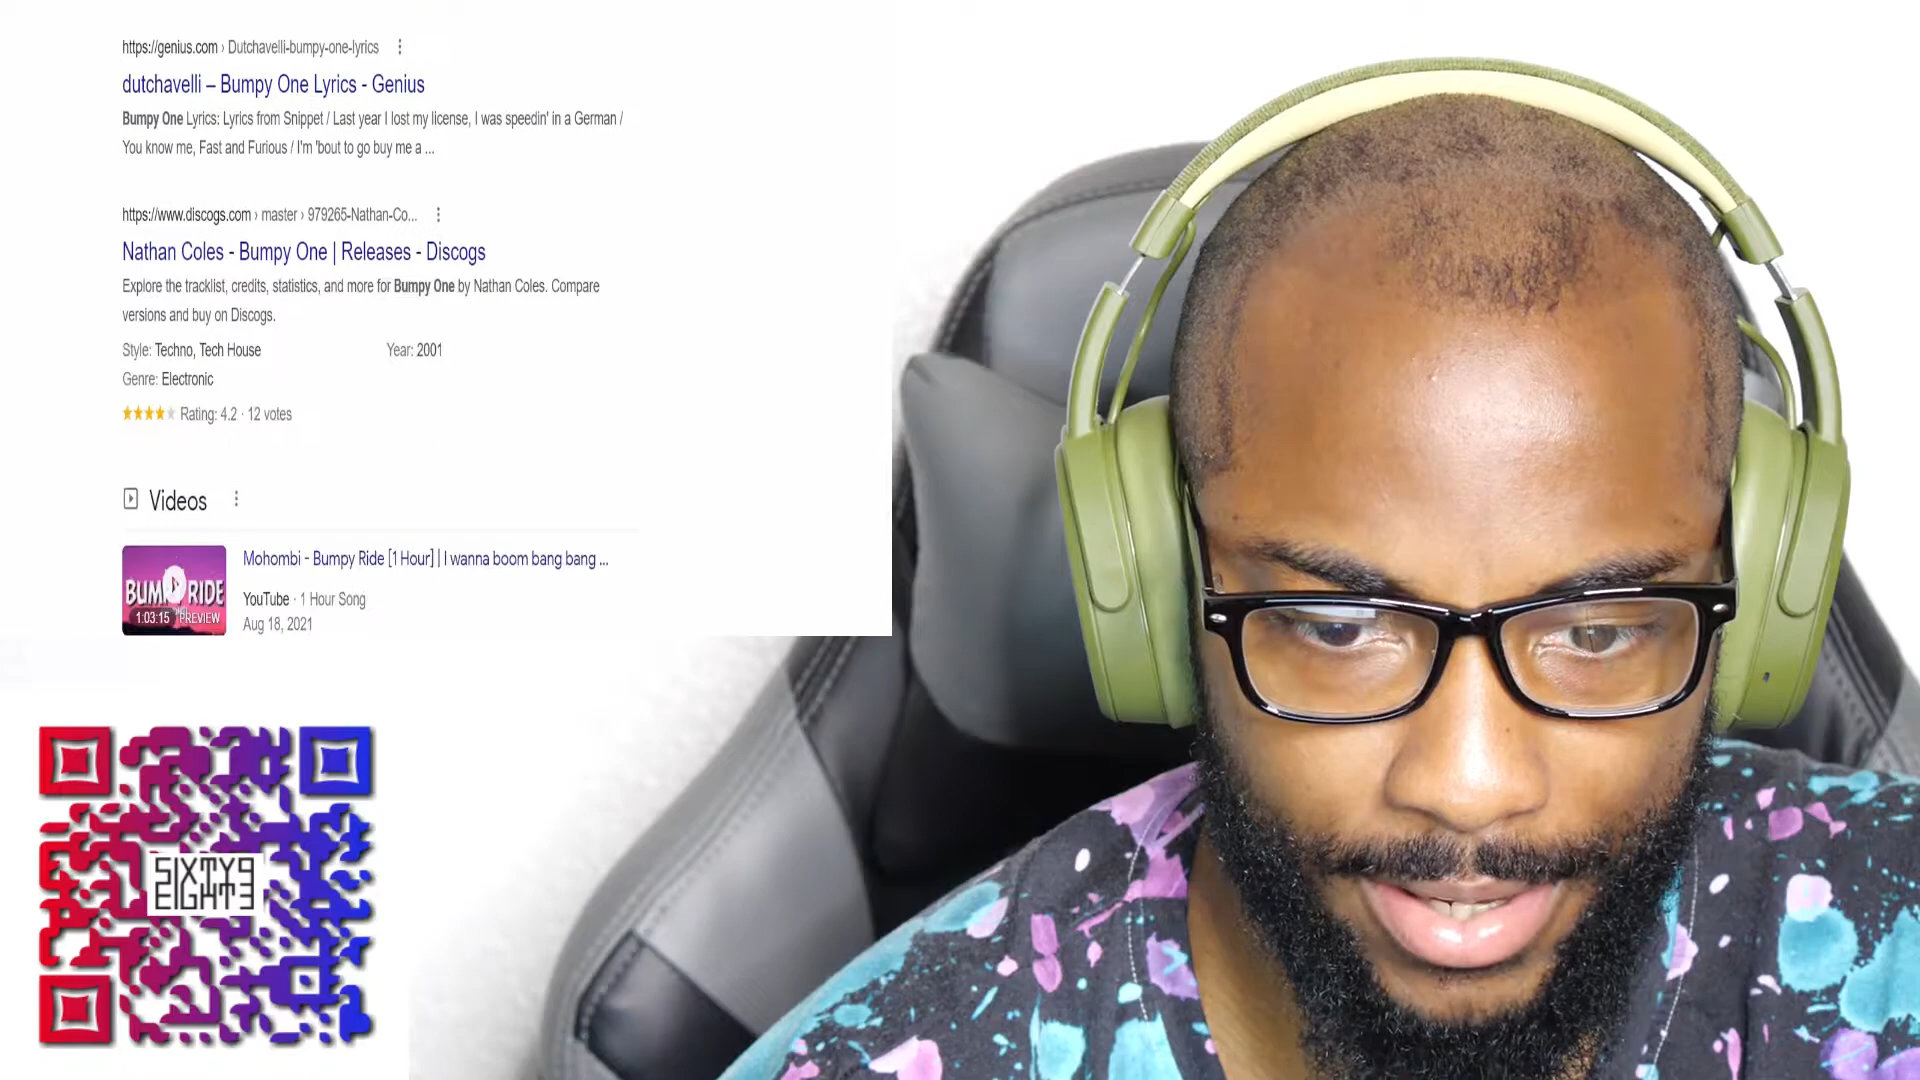 https://genius.com › Dutchavelli-bumpy-one-lyrics
dutchavelli – Bumpy One Lyrics - Genius
Bumpy One Lyrics: Lyrics from Snippet / Last year I lost my license, I was speedin' in a German /
You know me, Fast and Furious / I'm 'bout to go buy me a ...
https://www.discogs.com › master › 979265-Nathan-Co...
Nathan Coles - Bumpy One | Releases - Discogs
Explore the tracklist, credits, statistics, and more for Bumpy One by Nathan Coles. Compare
versions and buy on Discogs.
Style: Techno, Tech House Year: 2001
Genre: Electronic
Rating: 4.2 · 12 votes
Videos
Mohombi - Bumpy Ride [1 Hour] | I wanna boom bang bang ...
RIDE
1:03:15 PREVIEW
YouTube · 1 Hour Song
Aug 18, 2021
SIXTY9
EIGHT3